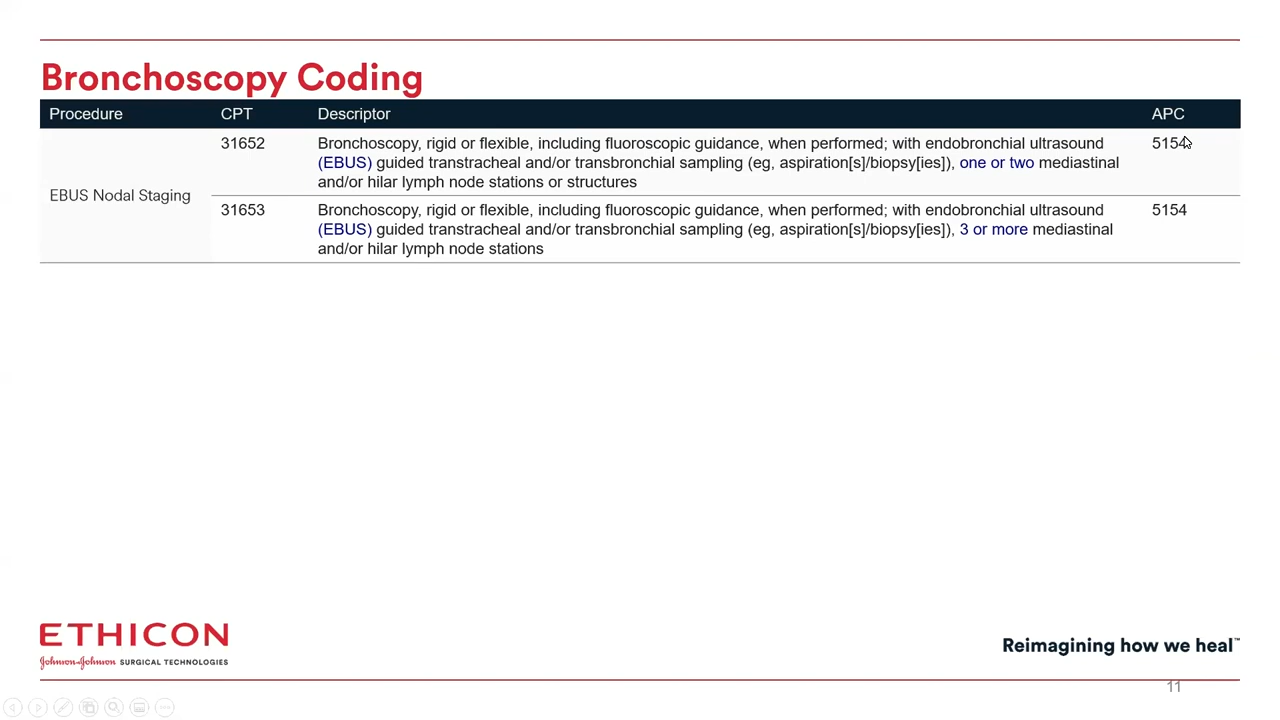 Bronchoscopy Coding
Procedure CPT Descriptor APC
31652 Bronchoscopy, rigid or flexible, including fluoroscopic guidance, when performed; with endobronchial ultrasound 5154
(EBUS) guided transtracheal and/or transbronchial sampling (eg, aspiration[s]/biopsy[ies]), one or two mediastinal
and/or hilar lymph node stations or structures
EBUS Nodal Staging
31653 Bronchoscopy, rigid or flexible, including fluoroscopic guidance, when performed; with endobronchial ultrasound 5154
(EBUS) guided transtracheal and/or transbronchial sampling (eg, aspiration[s]/biopsy[ies]), 3 or more mediastinal
and/or hilar lymph node stations
ETHICON
Johnson & Johnson SURGICAL TECHNOLOGIES
Reimagining how we heal™
11